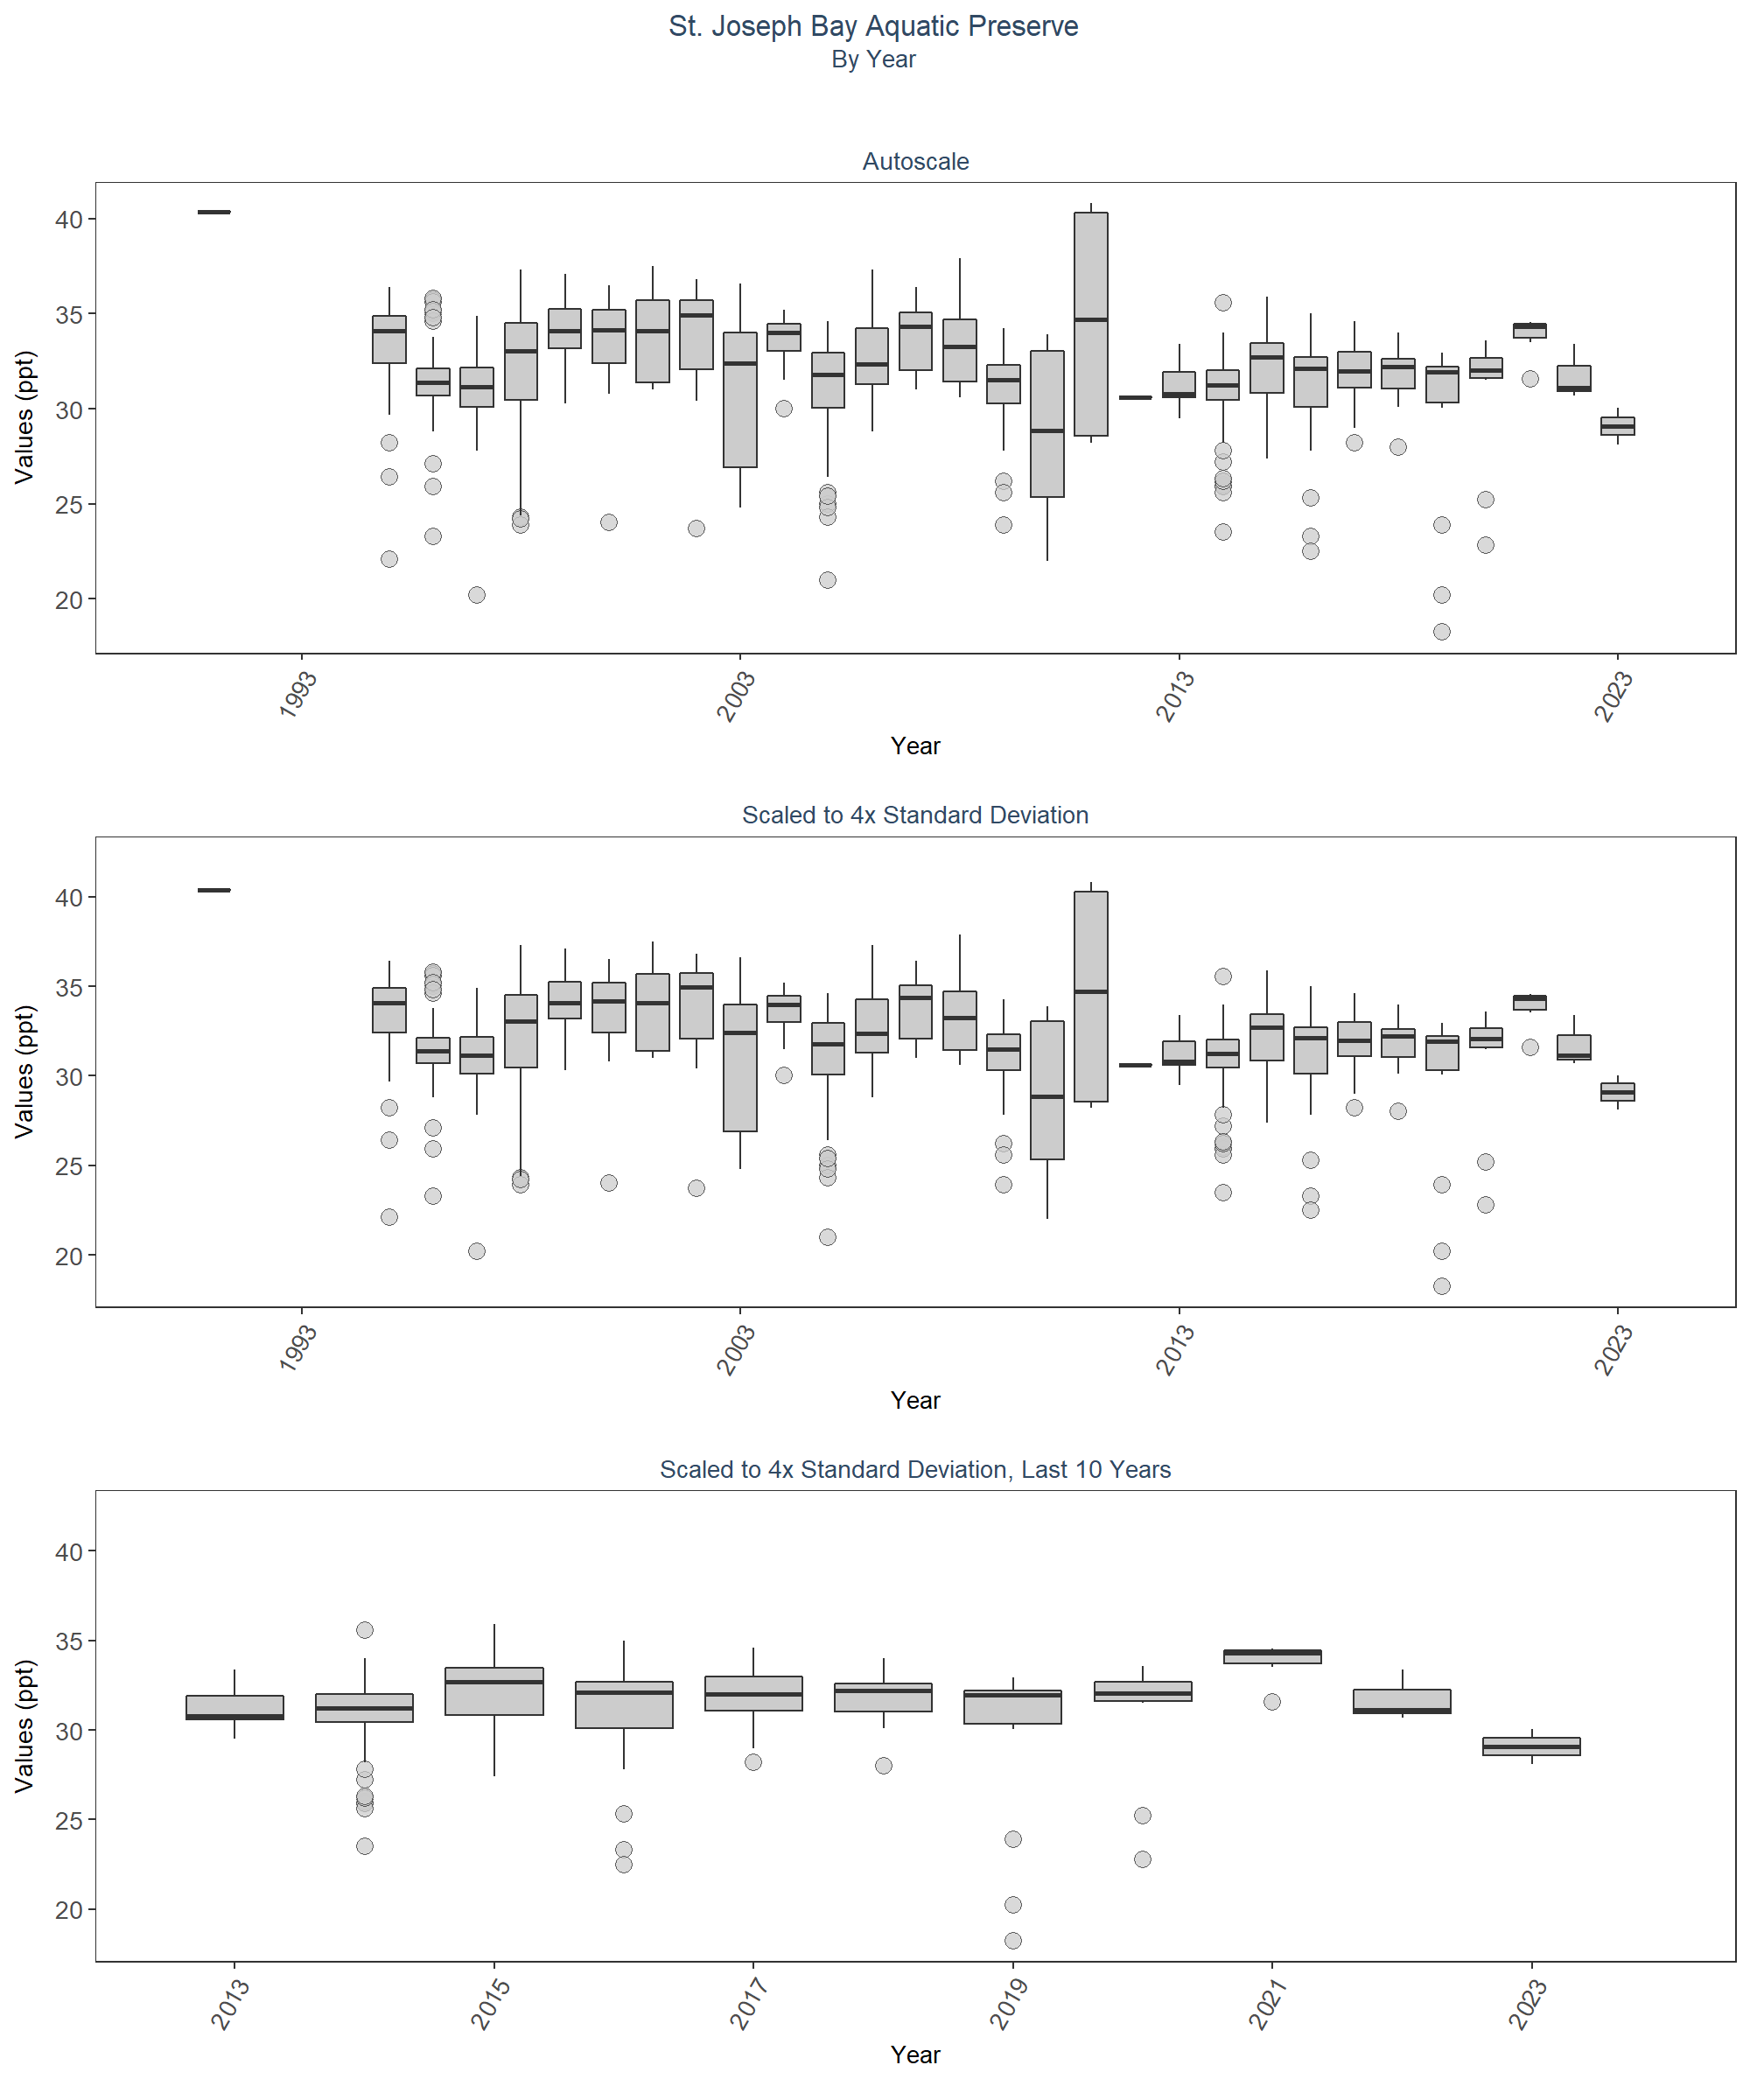 St. Joseph Bay Aquatic Preserve
By Year
Autoscale
Values (ppt)
40
35
30
25
20
1993
2003
2013
2023
Year
Scaled to 4x Standard Deviation
Values (ppt)
40
35
30
25
20
1993
2003
2013
2023
Year
Scaled to 4x Standard Deviation, Last 10 Years
Values (ppt)
40
35
30
25
20
2013
2015
2017
2019
2021
2023
Year